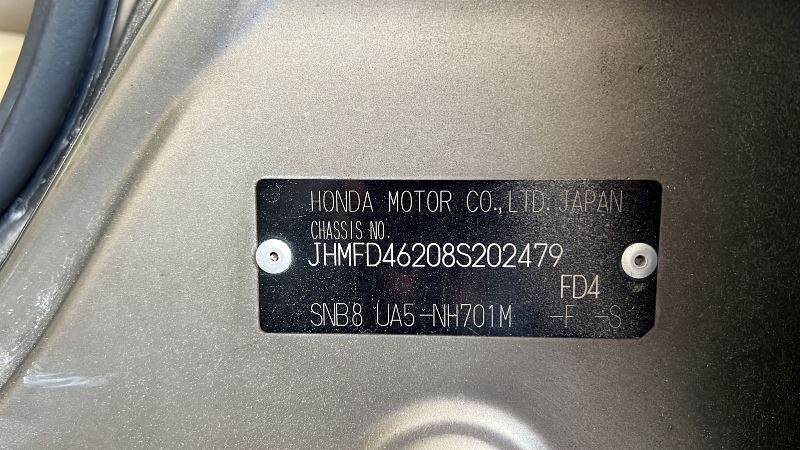 HONDA MOTOR CO.,LTD. JAPAN
CHASSIS NO.
JHMFD46208S202479
FD4
SNB8 UA5-NH701M -F -S